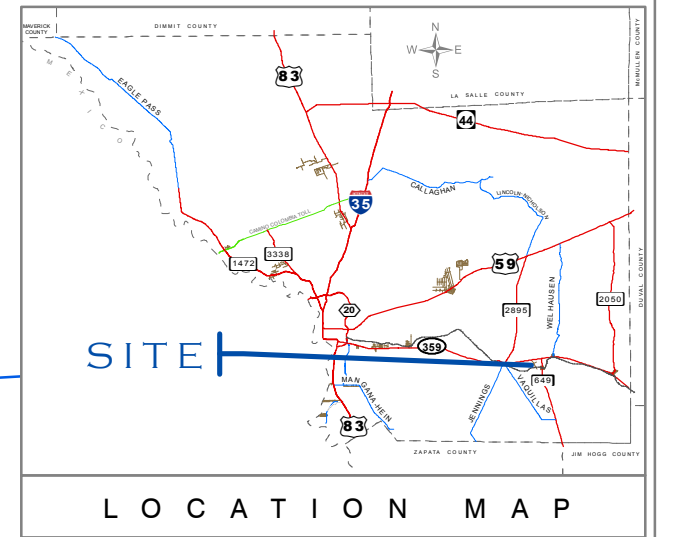 MAVERICK
COUNTY
DIMMIT COUNTY
MCMULLEN COUNTY
N
W E
S
MEXICO
EAGLE PASS
83
LA SALLE COUNTY
44
CALLAGHAN
LINCOLN-NICHOLSON
35
CAMINO COLOMBIA TOLL
1472
3338
59
DUVAL COUNTY
20
2895
WELHAUSEN
2050
SITE
359
649
MANGANA-HEIN
JENNINGS
VAQUILLAS
83
ZAPATA COUNTY
JIM HOGG COUNTY
LOCATION MAP